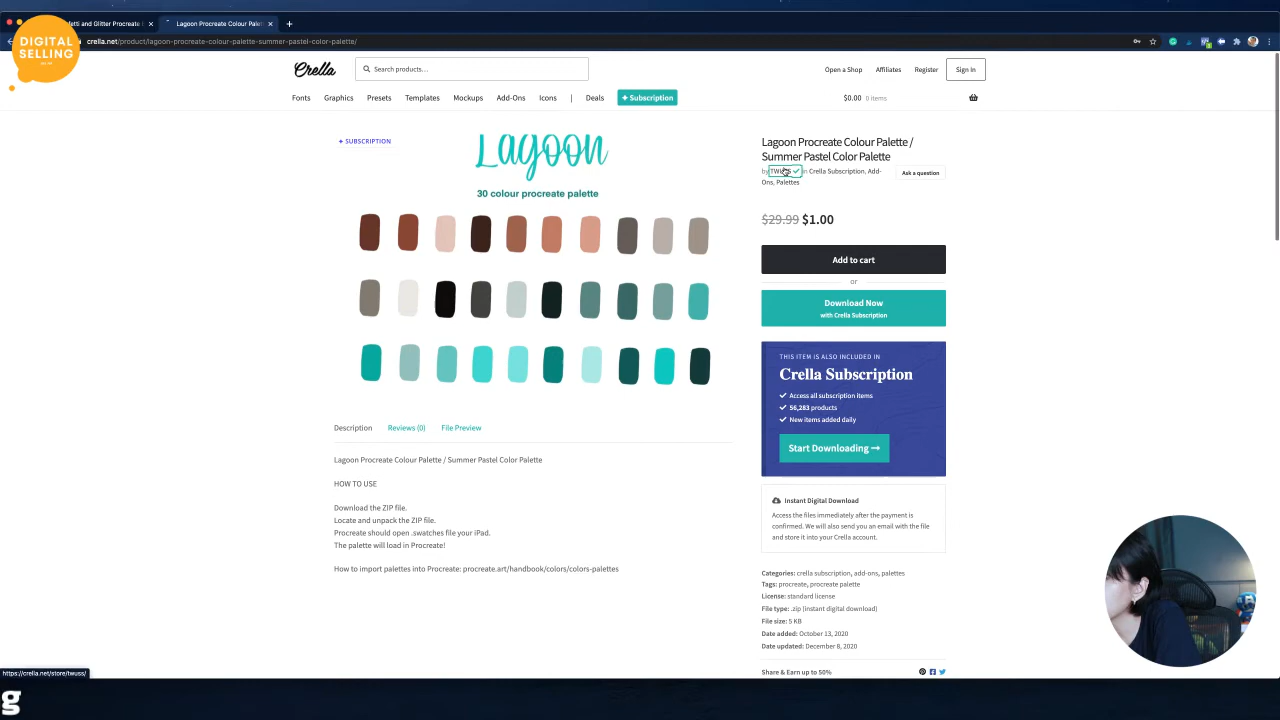 DIGITAL
SELLING
Lagoon Procreate Colour Palet
crella.net/product/lagoon-procreate-colour-palette-summer-pastel-color-palette/
Crella
Search products…
Open a Shop
Affiliates
Register
Sign In
Fonts
Graphics
Presets
Templates
Mockups
Add-Ons
Icons
|
Deals
+ Subscription
$0.00 0 items
+ SUBSCRIPTION
Lagoon
30 colour procreate palette
Lagoon Procreate Colour Palette /
Summer Pastel Color Palette
Crella Subscription, Add-
Ons, Palettes
Ask a question
$29.99 $1.00
Add to cart
or
Download Now
with Crella Subscription
THIS ITEM IS ALSO INCLUDED IN
Crella Subscription
Access all subscription items
56,283 products
New items added daily
Start Downloading →
Description
Reviews (0)
File Preview
Lagoon Procreate Colour Palette / Summer Pastel Color Palette
HOW TO USE
Download the ZIP file.
Locate and unpack the ZIP file.
Procreate should open .swatches file your iPad.
The palette will load in Procreate!
How to import palettes into Procreate: procreate.art/handbook/colors/colors-palettes
Instant Digital Download
Access the files immediately after the payment is
confirmed. We will also send you an email with the file
and store it into your Crella account.
Categories: crella subscription, add-ons, palettes
Tags: procreate, procreate palette
License: standard license
File type: .zip (instant digital download)
File size: 5 KB
Date added: October 13, 2020
Date updated: December 8, 2020
Share & Earn up to 50%
https://crella.net/store/twuss/
g